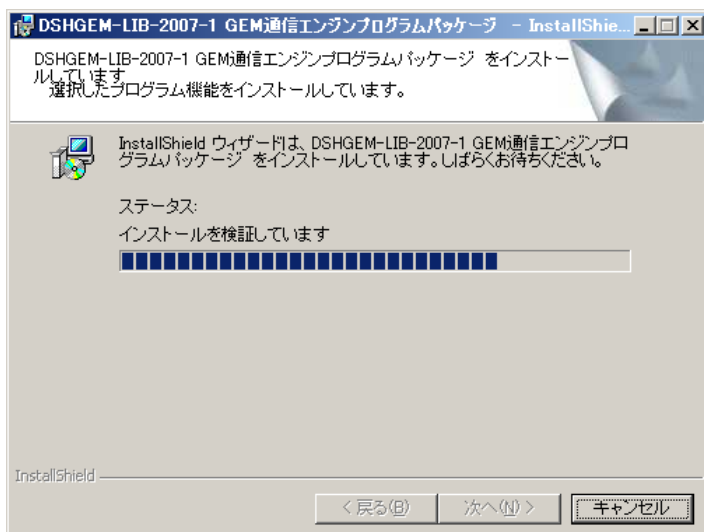 DSHGEM-LIB-2007-1 GEM通信エンジンプログラムパッケージ - InstallShie...
DSHGEM-LIB-2007-1 GEM通信エンジンプログラムパッケージ をインストー
ルしています
選択したプログラム機能をインストールしています。
InstallShield ウィザードは、DSHGEM-LIB-2007-1 GEM通信エンジンプロ
グラムパッケージ をインストールしています。しばらくお待ちください。
ステータス:
インストールを検証しています
InstallShield
< 戻る(B)
次へ(N) >
キャンセル